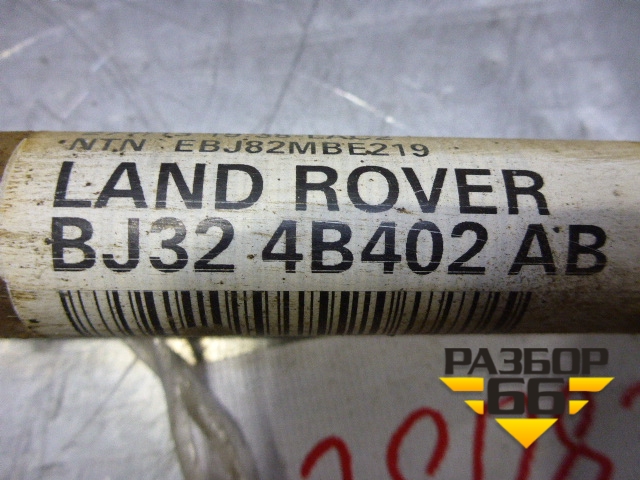 NTN EBJ82MBE219
LAND ROVER
BJ32 4B402 AB
РАЗБОР
66